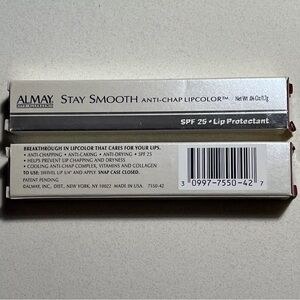 ALMAY
STAY SMOOTH ANTI-CHAP LIPCOLOR™ Net Wt .06 Oz/1.7g
SPF 25 • Lip Protectant
BREAKTHROUGH IN LIPCOLOR THAT CARES FOR YOUR LIPS.
• ANTI-CHAPPING • ANTI-CAKING • ANTI-DRYING • SPF 25
• HELPS PREVENT LIP CHAPPING AND DRYNESS
• COOLING ANTI-CHAP COMPLEX, VITAMINS AND COLLAGEN
TO USE: SWIVEL UP 1/4" AND APPLY. SNAP CASE CLOSED.
PATENT PENDING
©ALMAY, INC., DIST., NEW YORK, NY 10022 MADE IN USA. 7550-42
3 0997-7550-42 7